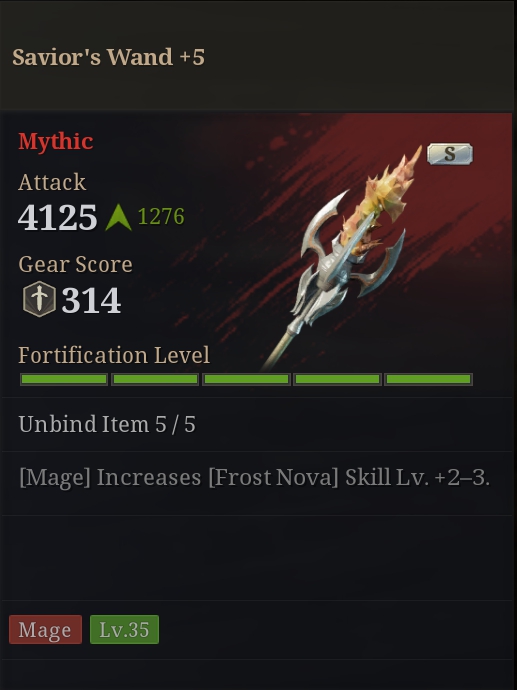 Savior's Wand +5
Mythic
S
Attack
4125 1276
Gear Score
314
Fortification Level
Unbind Item 5 / 5
[Mage] Increases [Frost Nova] Skill Lv. +2–3.
Mage Lv.35